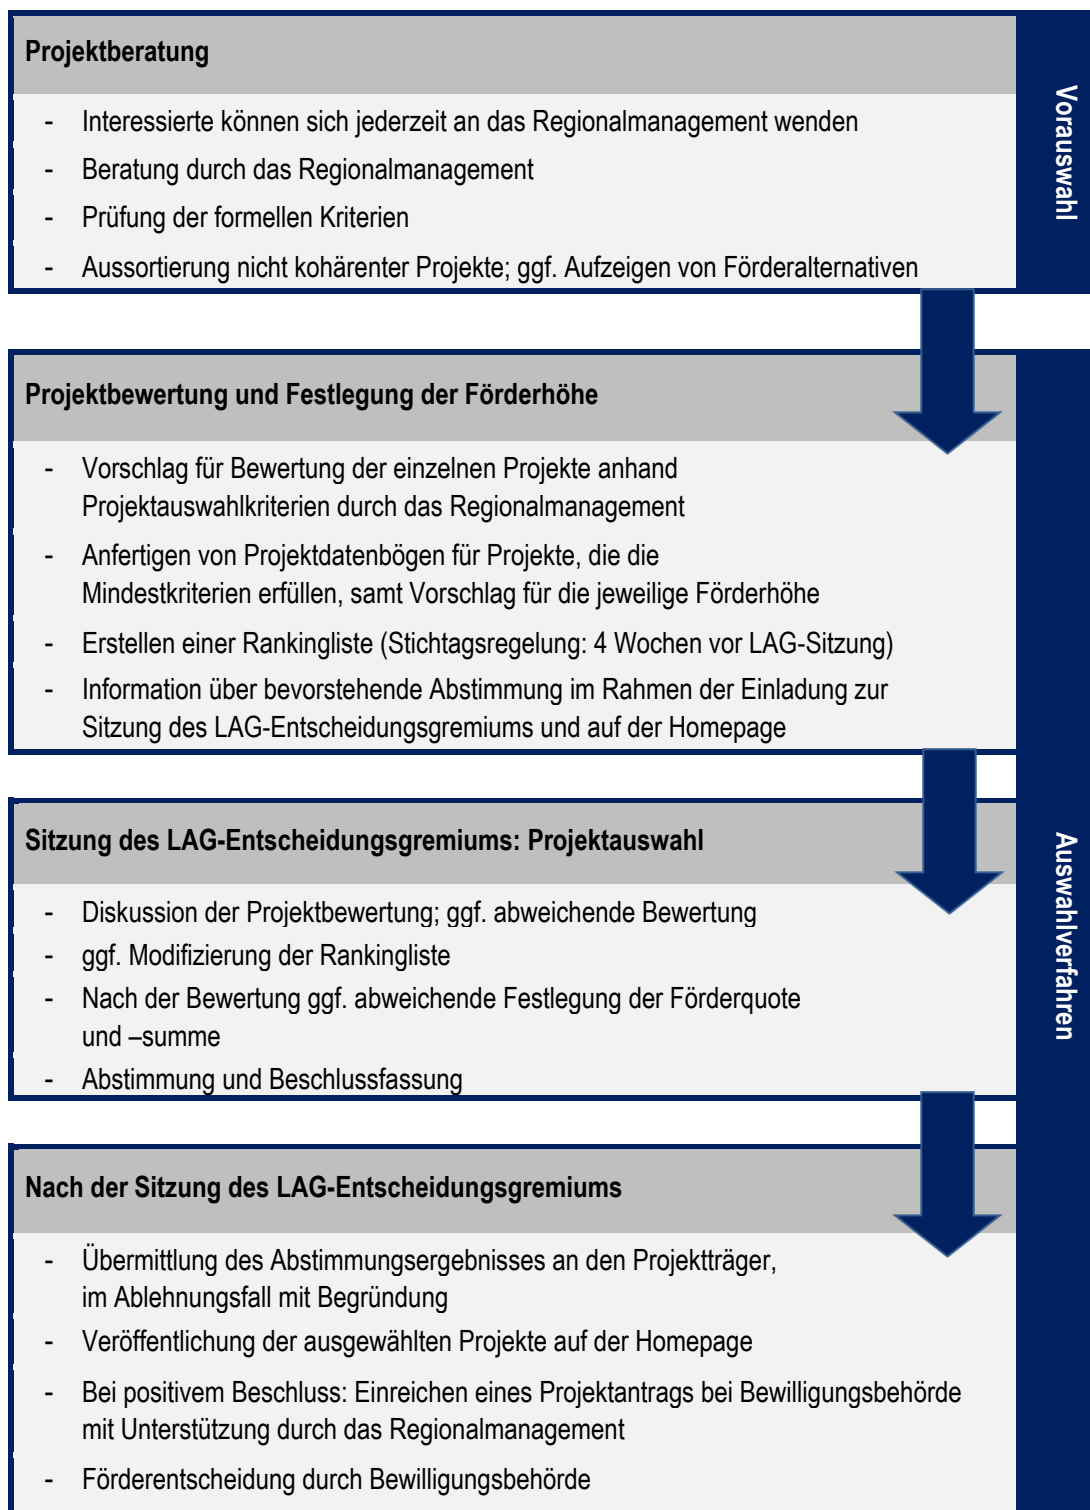 Projektberatung
- Interessierte können sich jederzeit an das Regionalmanagement wenden
- Beratung durch das Regionalmanagement
- Prüfung der formellen Kriterien
- Aussortierung nicht kohärenter Projekte; ggf. Aufzeigen von Förderalternativen
Vorauswahl
Projektbewertung und Festlegung der Förderhöhe
- Vorschlag für Bewertung der einzelnen Projekte anhand
Projektauswahlkriterien durch das Regionalmanagement
- Anfertigen von Projektdatenbögen für Projekte, die die
Mindestkriterien erfüllen, samt Vorschlag für die jeweilige Förderhöhe
- Erstellen einer Rankingliste (Stichtagsregelung: 4 Wochen vor LAG-Sitzung)
- Information über bevorstehende Abstimmung im Rahmen der Einladung zur
Sitzung des LAG-Entscheidungsgremiums und auf der Homepage
Sitzung des LAG-Entscheidungsgremiums: Projektauswahl
- Diskussion der Projektbewertung; ggf. abweichende Bewertung
- ggf. Modifizierung der Rankingliste
- Nach der Bewertung ggf. abweichende Festlegung der Förderquote
und –summe
- Abstimmung und Beschlussfassung
Nach der Sitzung des LAG-Entscheidungsgremiums
- Übermittlung des Abstimmungsergebnisses an den Projektträger,
im Ablehnungsfall mit Begründung
- Veröffentlichung der ausgewählten Projekte auf der Homepage
- Bei positivem Beschluss: Einreichen eines Projektantrags bei Bewilligungsbehörde
mit Unterstützung durch das Regionalmanagement
- Förderentscheidung durch Bewilligungsbehörde
Auswahlverfahren